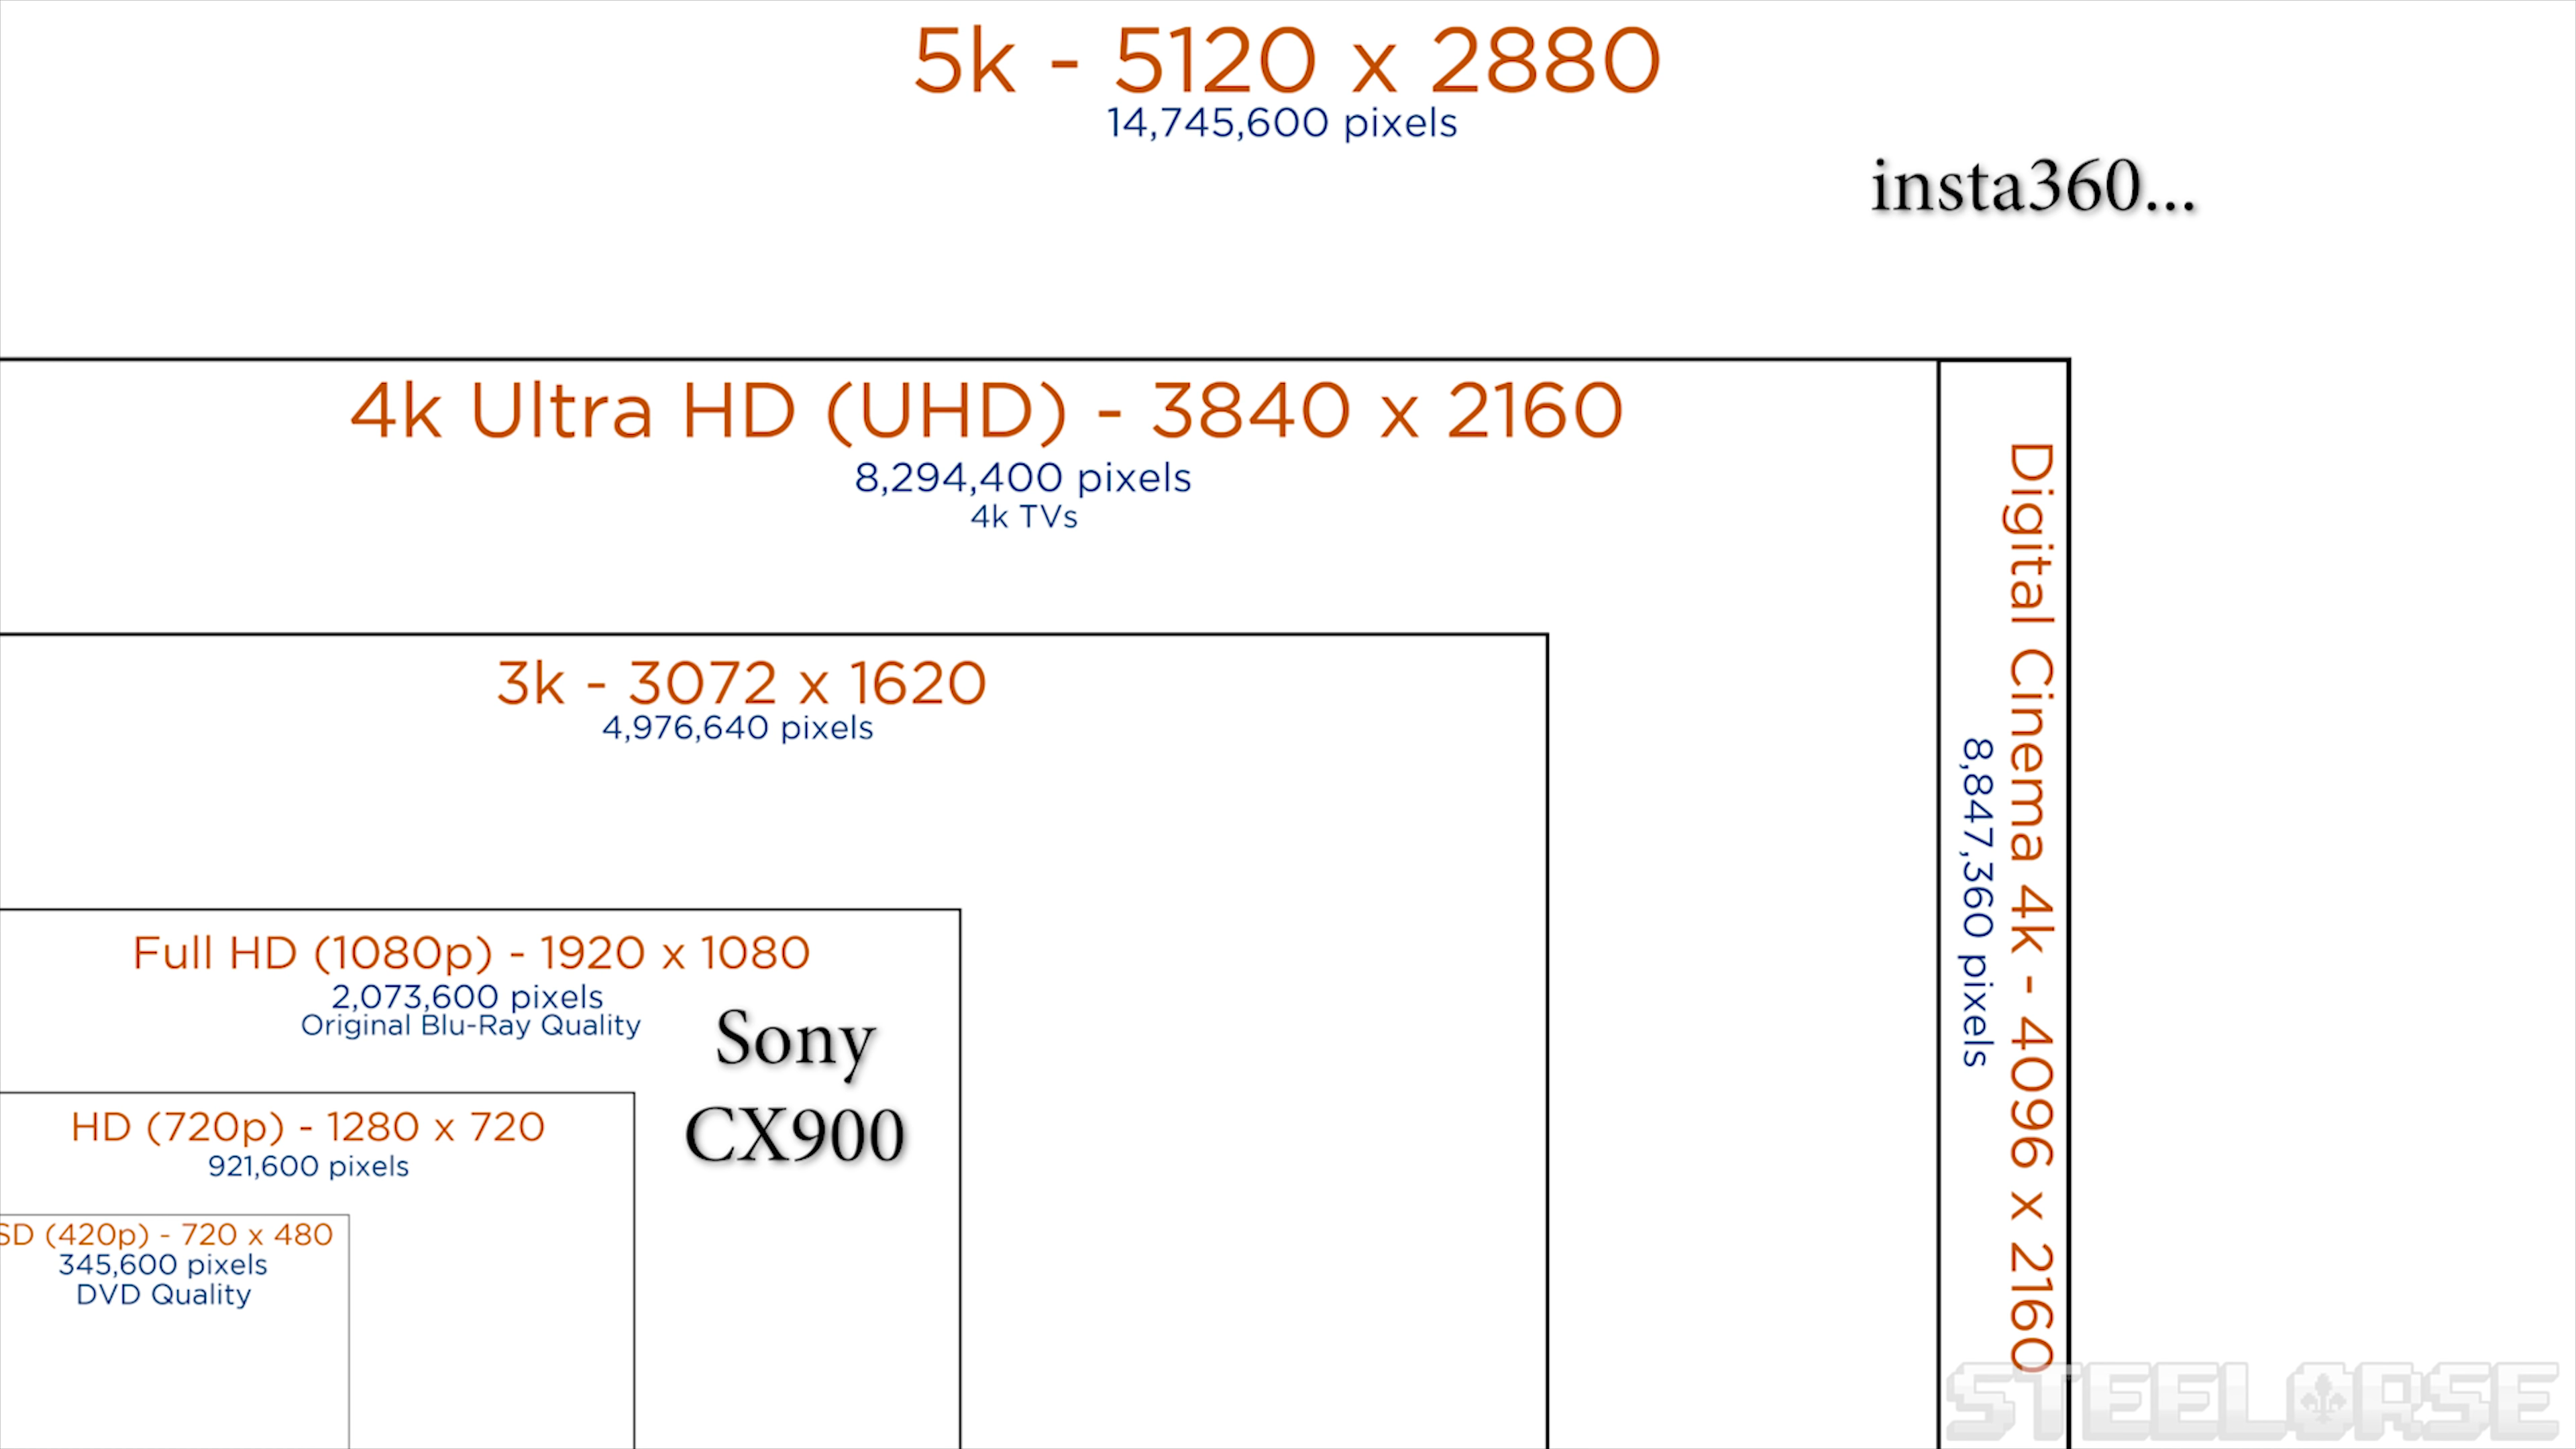 5k - 5120 x 2880
14,745,600 pixels
insta360...
4k Ultra HD (UHD) - 3840 x 2160
8,294,400 pixels
4k TVs
Digital Cinema 4k - 4096 x 2160
8,847,360 pixels
3k - 3072 x 1620
4,976,640 pixels
Full HD (1080p) - 1920 x 1080
2,073,600 pixels
Original Blu-Ray Quality
Sony
CX900
HD (720p) - 1280 x 720
921,600 pixels
SD (420p) - 720 x 480
345,600 pixels
DVD Quality
STEELORSE